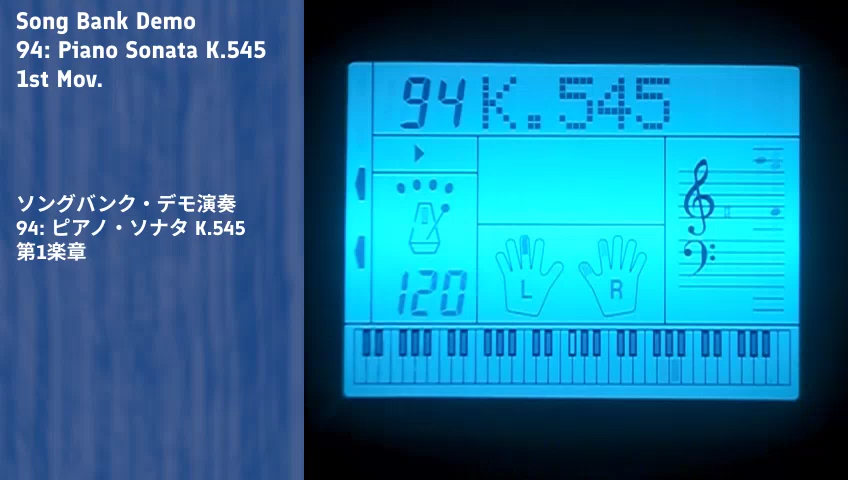 Song Bank Demo
94: Piano Sonata K.545
1st Mov.
ソングバンク・デモ演奏
94: ピアノ・ソナタ K.545
第1楽章
94 K.545
120
L
R